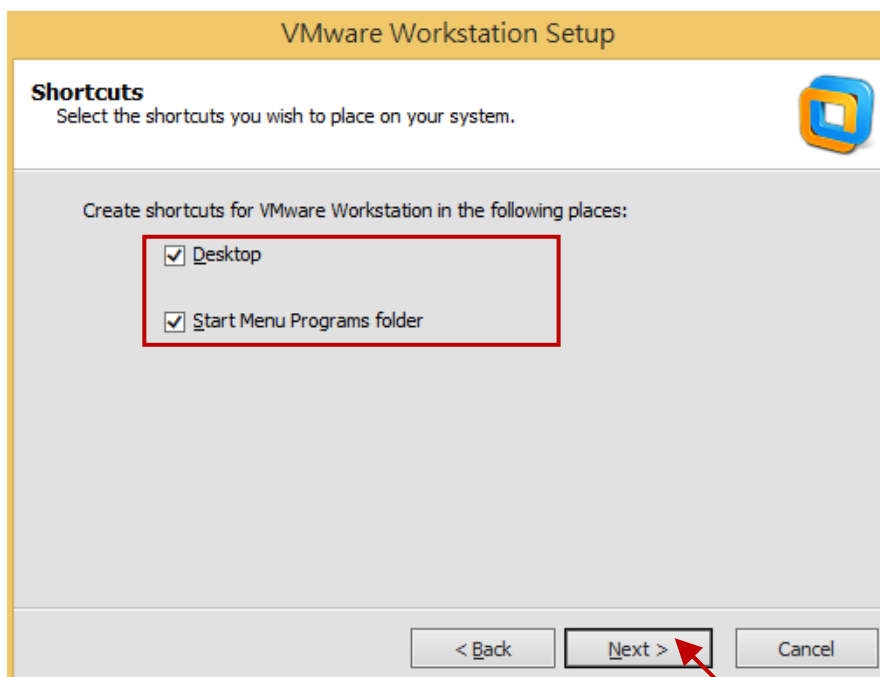 VMware Workstation Setup
Shortcuts
Select the shortcuts you wish to place on your system.
Create shortcuts for VMware Workstation in the following places:
Desktop
Start Menu Programs folder
< Back
Next >
Cancel